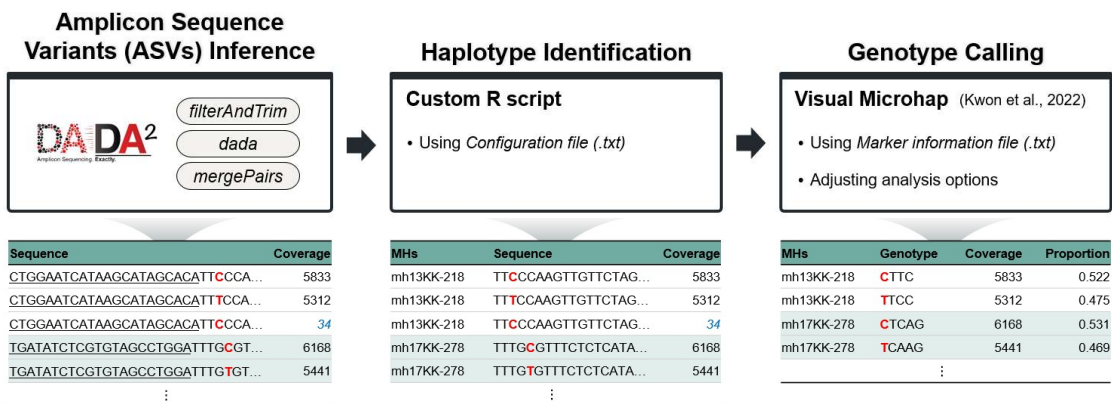 Amplicon Sequence
Variants (ASVs) Inference
DADA2
Amplicon Sequencing. Exactly.
filterAndTrim
dada
mergePairs
Sequence Coverage
CTGGAATCATAAGCATAGCACATTCCCA... 5833
CTGGAATCATAAGCATAGCACATTTCCA... 5312
CTGGAATCATAAGCATAGCACATTCCCA... 34
TGATATCTCGTGTAGCCTGGATTTGCGT... 6168
TGATATCTCGTGTAGCCTGGATTTGTGT... 5441
⋮
Haplotype Identification
Custom R script
• Using Configuration file (.txt)
MHs Sequence Coverage
mh13KK-218 TTCCCAAGTTGTTCTAG... 5833
mh13KK-218 TTTCCAAGTTGTTCTAG... 5312
mh13KK-218 TTCCCAAGTTGTTCTAG... 34
mh17KK-278 TTTGCGTTTCTCTCATA... 6168
mh17KK-278 TTTGTGTTTCTCTCATA... 5441
⋮
Genotype Calling
Visual Microhap (Kwon et al., 2022)
• Using Marker information file (.txt)
• Adjusting analysis options
MHs Genotype Coverage Proportion
mh13KK-218 CTTC 5833 0.522
mh13KK-218 TTCC 5312 0.475
mh17KK-278 CTCAG 6168 0.531
mh17KK-278 TCAAG 5441 0.469
⋮